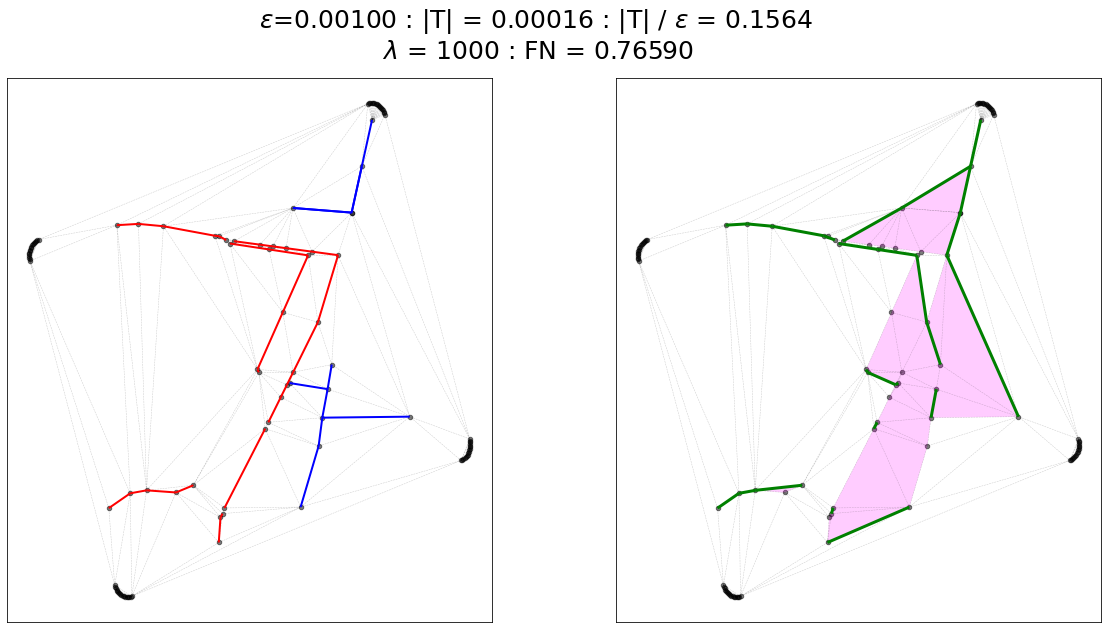 ε=0.00100 : |T| = 0.00016 : |T| / ε = 0.1564
λ = 1000 : FN = 0.76590